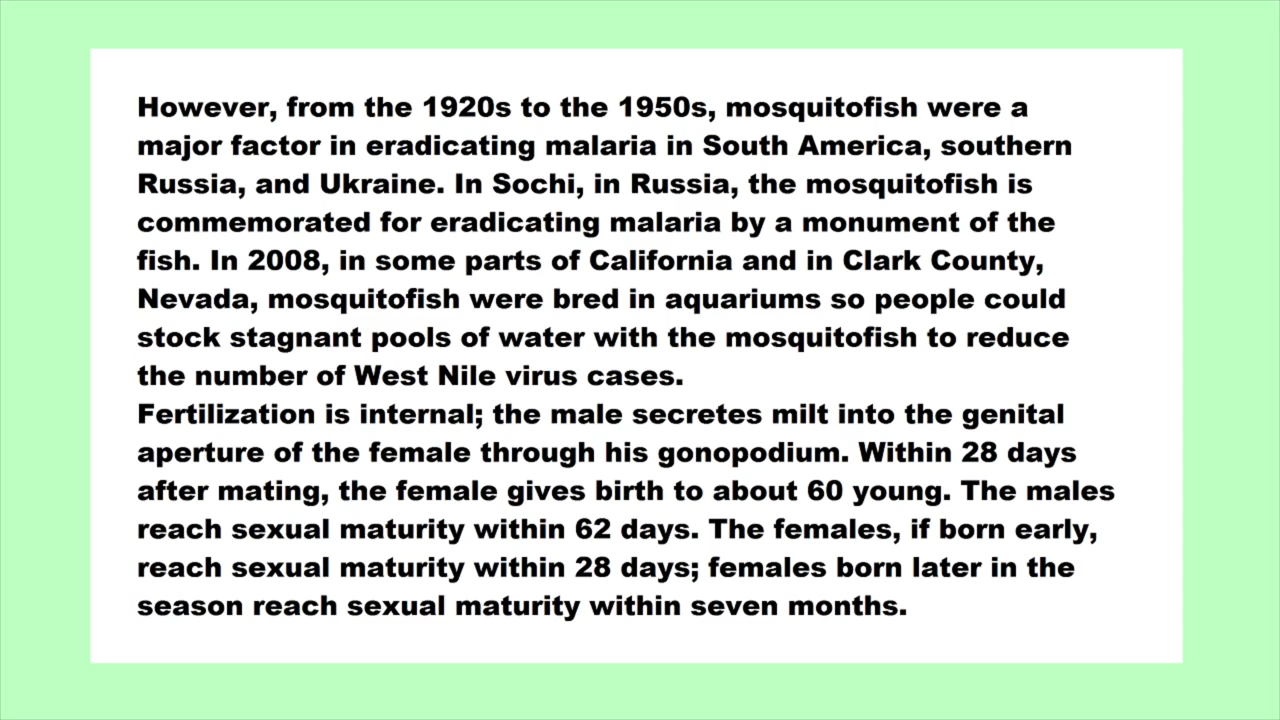 However, from the 1920s to the 1950s, mosquitofish were a
major factor in eradicating malaria in South America, southern
Russia, and Ukraine. In Sochi, in Russia, the mosquitofish is
commemorated for eradicating malaria by a monument of the
fish. In 2008, in some parts of California and in Clark County,
Nevada, mosquitofish were bred in aquariums so people could
stock stagnant pools of water with the mosquitofish to reduce
the number of West Nile virus cases.
Fertilization is internal; the male secretes milt into the genital
aperture of the female through his gonopodium. Within 28 days
after mating, the female gives birth to about 60 young. The males
reach sexual maturity within 62 days. The females, if born early,
reach sexual maturity within 28 days; females born later in the
season reach sexual maturity within seven months.